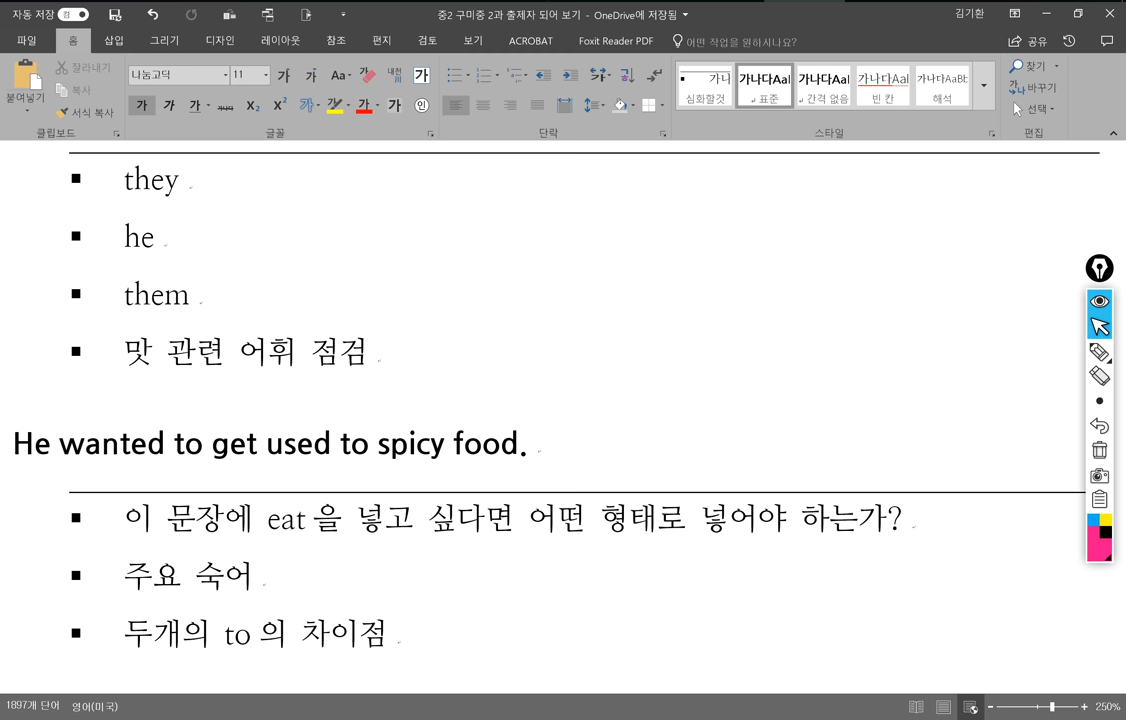 자동 저장 컴
중2 구미중 2과 출제자 되어 보기 - OneDrive에 저장됨
김기환
파일 홈 삽입 그리기 디자인 레이아웃 참조 편지 검토 보기 ACROBAT Foxit Reader PDF 어떤 작업을 원하시나요? 공유
붙여넣기 잘라내기 복사 서식 복사
나눔고딕 11
가나 가나다AaI 가나다AaI 가나다AaI 가나다AaBb
심화할것 표준 간격 없음 빈 칸 해석
찾기 바꾸기 선택
클립보드 글꼴 단락 스타일 편집
they
he
them
맛 관련 어휘 점검
He wanted to get used to spicy food.
이 문장에 eat을 넣고 싶다면 어떤 형태로 넣어야 하는가?
주요 숙어
두개의 to의 차이점
1897개 단어 영어(미국) 250%